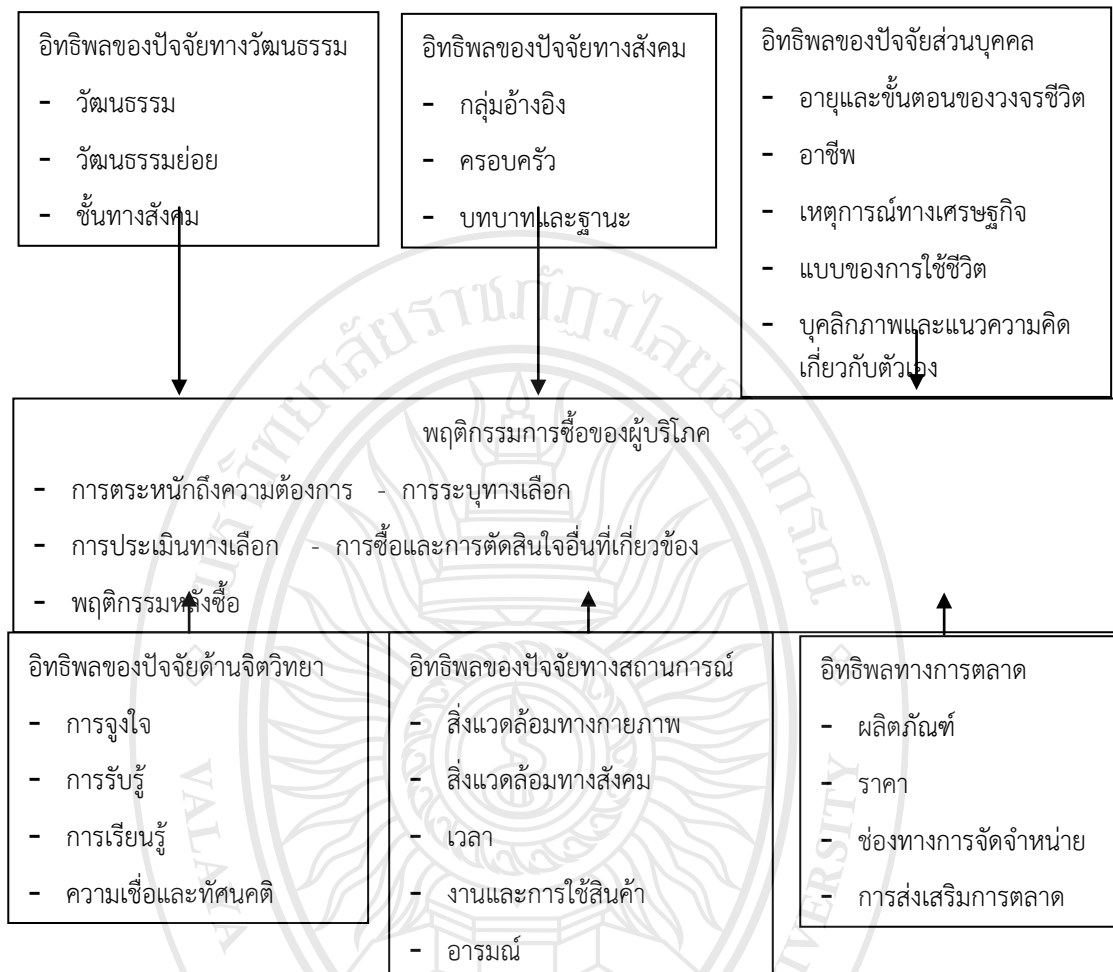 อิทธิพลของปัจจัยทางวัฒนธรรม
- วัฒนธรรม
- วัฒนธรรมย่อย
- ชั้นทางสังคม
อิทธิพลของปัจจัยทางสังคม
- กลุ่มอ้างอิง
- ครอบครัว
- บทบาทและฐานะ
อิทธิพลของปัจจัยส่วนบุคคล
- อายุและขั้นตอนของวงจรชีวิต
- อาชีพ
- เหตุการณ์ทางเศรษฐกิจ
- แบบของการใช้ชีวิต
- บุคลิกภาพและแนวความคิด
เกี่ยวกับตัวเอง
พฤติกรรมการซื้อของผู้บริโภค
- การตระหนักถึงความต้องการ - การระบุทางเลือก
- การประเมินทางเลือก - การซื้อและการตัดสินใจอื่นที่เกี่ยวข้อง
- พฤติกรรมหลังซื้อ
อิทธิพลของปัจจัยด้านจิตวิทยา
- การจูงใจ
- การรับรู้
- การเรียนรู้
- ความเชื่อและทัศนคติ
อิทธิพลของปัจจัยทางสถานการณ์
- สิ่งแวดล้อมทางกายภาพ
- สิ่งแวดล้อมทางสังคม
- เวลา
- งานและการใช้สินค้า
- อารมณ์
อิทธิพลทางการตลาด
- ผลิตภัณฑ์
- ราคา
- ช่องทางการจัดจำหน่าย
- การส่งเสริมการตลาด
มหาวิทยาลัยราชภัฏวไลยอลงกรณ์
VALAYA